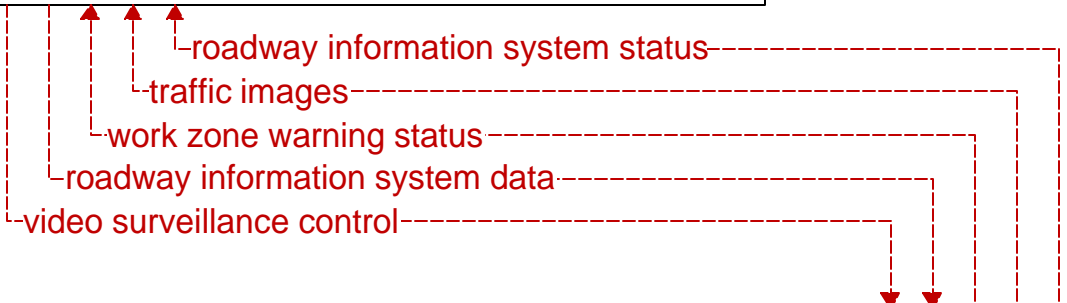 roadway information system status
traffic images
work zone warning status
roadway information system data
video surveillance control